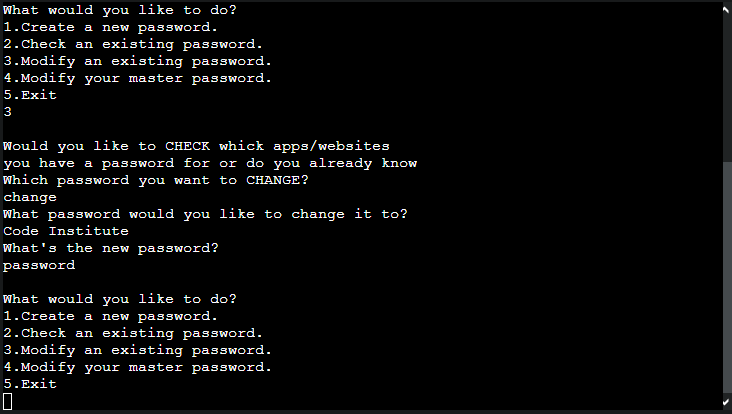 What would you like to do?
1.Create a new password.
2.Check an existing password.
3.Modify an existing password.
4.Modify your master password.
5.Exit
3
Would you like to CHECK whick apps/websites
you have a password for or do you already know
Which password you want to CHANGE?
change
What password would you like to change it to?
Code Institute
What's the new password?
password
What would you like to do?
1.Create a new password.
2.Check an existing password.
3.Modify an existing password.
4.Modify your master password.
5.Exit